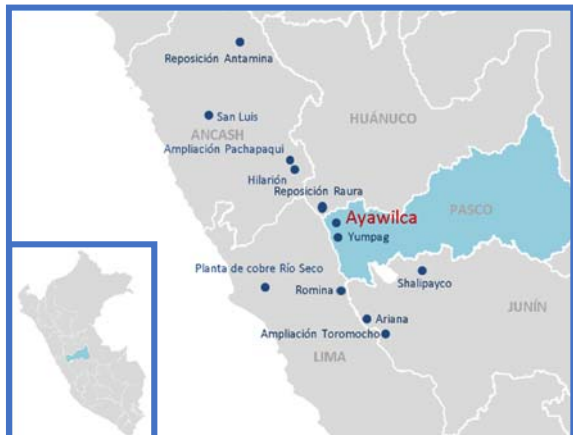 Reposición Antamina
San Luis
HUÁNUCO
ANCASH
Ampliación Pachapaqui
Hilarión
Reposición Raura
Ayawilca
PASCO
Yumpag
Planta de cobre Río Seco
Shalipayco
Romina
JUNÍN
Ariana
Ampliación Toromocho
LIMA